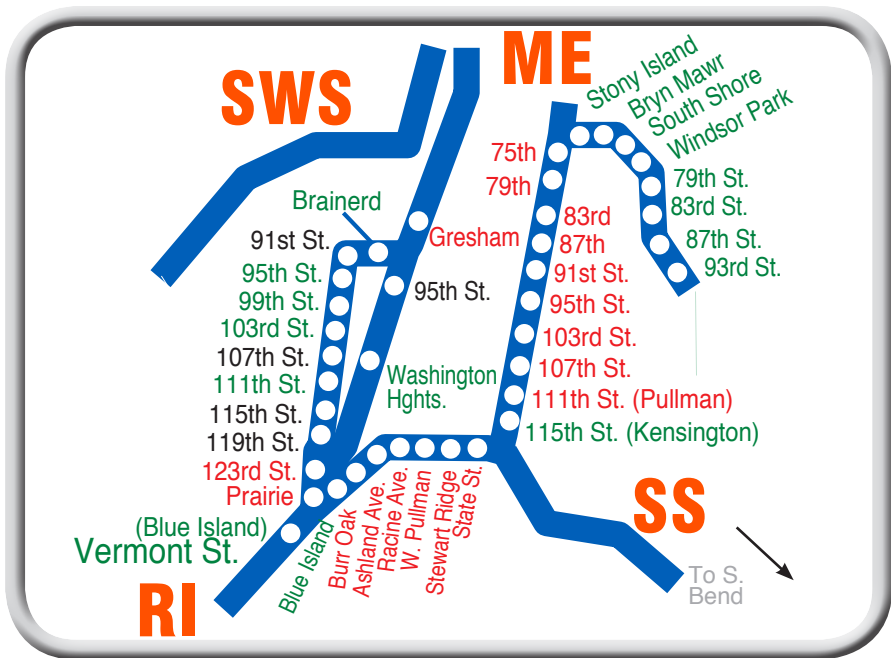 ME
SWS
Stony Island
Bryn Mawr
South Shore
Windsor Park
75th
79th
79th St.
83rd St.
87th St.
93rd St.
Brainerd
91st St.
Gresham
83rd
87th
91st St.
95th St.
95th St.
95th St.
99th St.
103rd St.
103rd St.
107th St.
107th St.
111th St.
Washington
Hghts.
111th St. (Pullman)
115th St.
115th St. (Kensington)
119th St.
123rd St.
Prairie
(Blue Island)
Vermont St.
Blue Island
Burr Oak
Ashland Ave.
Racine Ave.
W. Pullman
Stewart Ridge
State St.
SS
To S.
Bend
RI